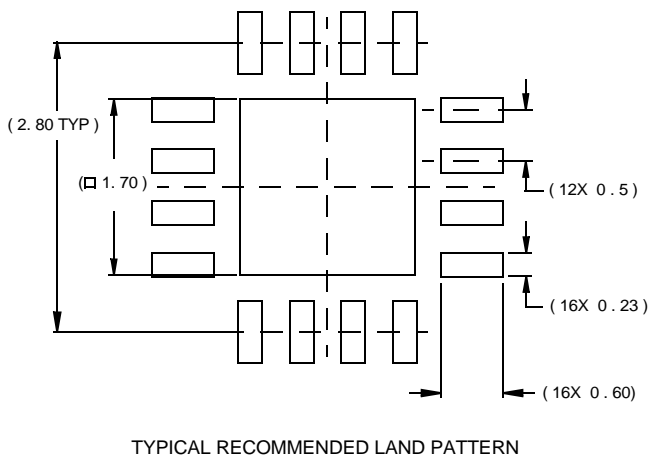 ( 2. 80 TYP )
(□ 1. 70 )
( 12X 0 . 5 )
( 16X 0 . 23 )
( 16X 0 . 60)
TYPICAL RECOMMENDED LAND PATTERN